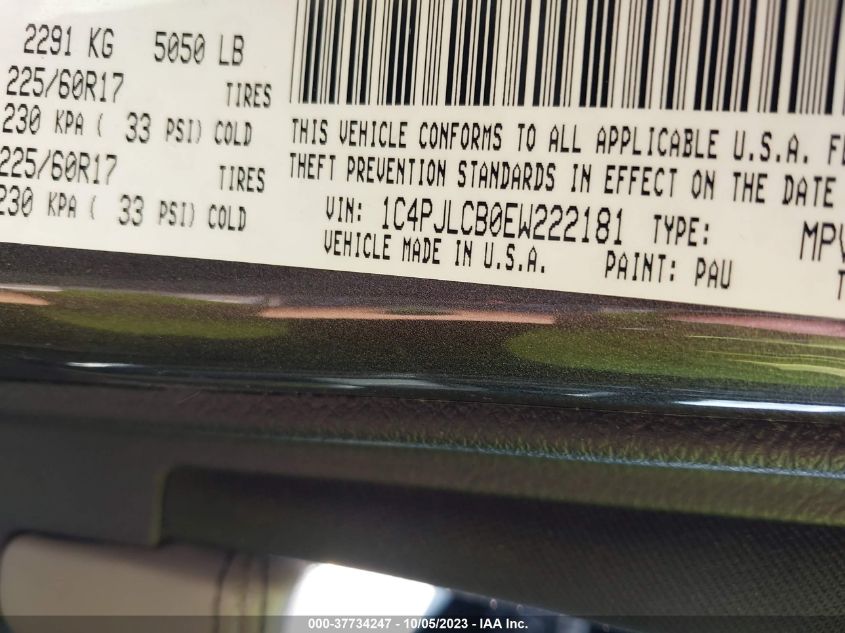 2291 KG 5050 LB
225/60R17 TIRES
230 KPA ( 33 PSI) COLD
225/60R17 TIRES
230 KPA ( 33 PSI) COLD
THIS VEHICLE CONFORMS TO ALL APPLICABLE U.S.A.
THEFT PREVENTION STANDARDS IN EFFECT ON THE DATE
VIN: 1C4PJLCB0EW222181 TYPE: MPV
VEHICLE MADE IN U.S.A. PAINT: PAU
000-37734247 - 10/05/2023 - IAA Inc.